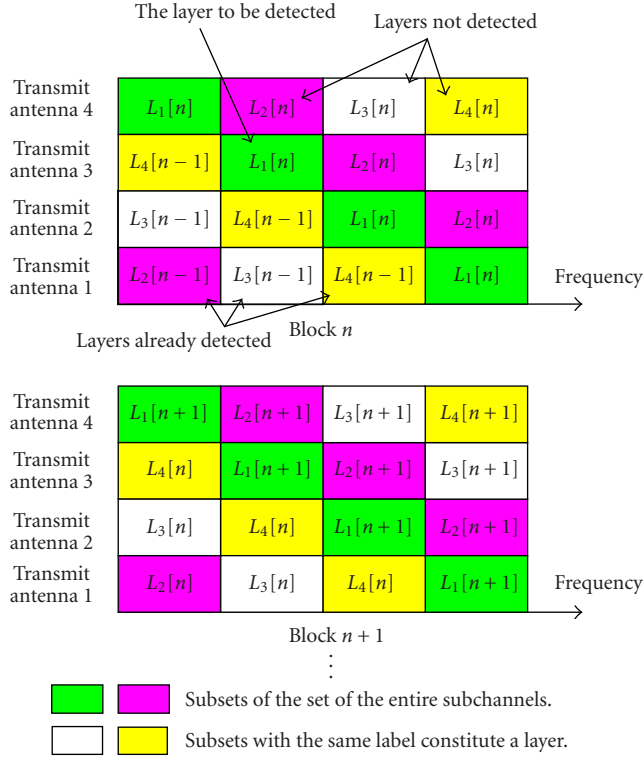 The layer to be detected
Layers not detected
Transmit
antenna 4
L1[n] L2[n] L3[n] L4[n]
Transmit
antenna 3
L4[n − 1] L1[n] L2[n] L3[n]
Transmit
antenna 2
L3[n − 1] L4[n − 1] L1[n] L2[n]
Transmit
antenna 1
L2[n − 1] L3[n − 1] L4[n − 1] L1[n]
Frequency
Layers already detected
Block n
Transmit
antenna 4
L1[n + 1] L2[n + 1] L3[n + 1] L4[n + 1]
Transmit
antenna 3
L4[n] L1[n + 1] L2[n + 1] L3[n + 1]
Transmit
antenna 2
L3[n] L4[n] L1[n + 1] L2[n + 1]
Transmit
antenna 1
L2[n] L3[n] L4[n] L1[n + 1]
Frequency
Block n + 1
⋮
Subsets of the set of the entire subchannels.
Subsets with the same label constitute a layer.